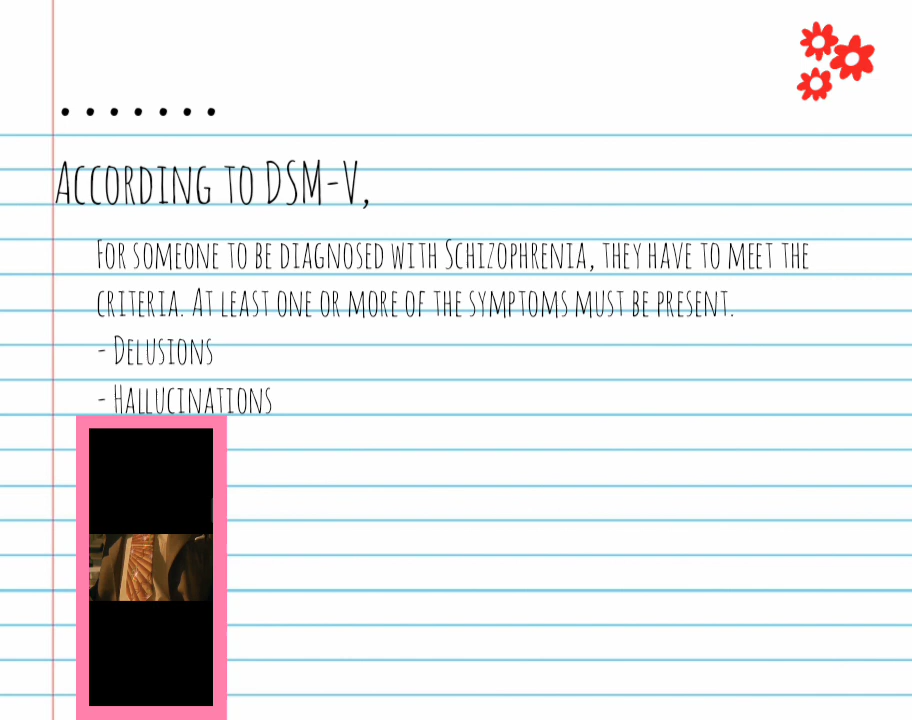 .......
According to DSM-V,
For someone to be diagnosed with Schizophrenia, they have to meet the
criteria. At least one or more of the symptoms must be present.
- Delusions
- Hallucinations